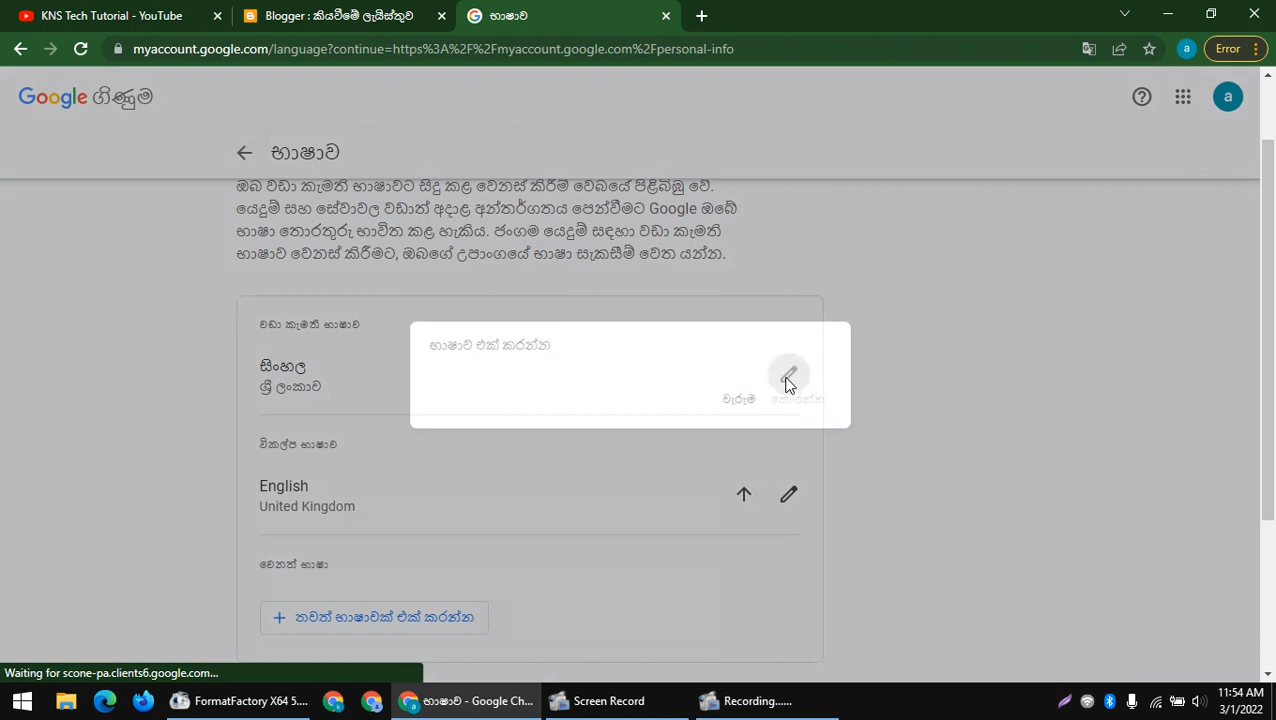 KNS Tech Tutorial - YouTube
Blogger : කියවීමේ ලැයිස්තුව
භාෂාව
myaccount.google.com/language?continue=https%3A%2F%2Fmyaccount.google.com%2Fpersonal-info
a
Error
Google ගිණුම
a
භාෂාව
ඔබ වඩා කැමති භාෂාවට සිදු කළ වෙනස් කිරීම් වෙබයේ පිළිබිඹු වේ.
යෙදුම් සහ සේවාවල වඩාත් අදාළ අන්තර්ගතය පෙන්වීමට Google ඔබේ
භාෂා තොරතුරු භාවිත කළ හැකිය. ජංගම යෙදුම් සඳහා වඩා කැමති
භාෂාව වෙනස් කිරීමට, ඔබගේ උපාංගයේ භාෂා සැකසීම් වෙත යන්න.
වඩා කැමති භාෂාව
භාෂාව එක් කරන්න
සිංහල
ශ්‍රී ලංකාව
වැරූම තෝරන්න
විකල්ප භාෂාව
English
United Kingdom
වෙනත් භාෂා
තවත් භාෂාවක් එක් කරන්න
Waiting for scone-pa.clients6.google.com...
FormatFactory X64 5....
භාෂාව - Google Ch...
Screen Record
Recording......
11:54 AM
3/1/2022